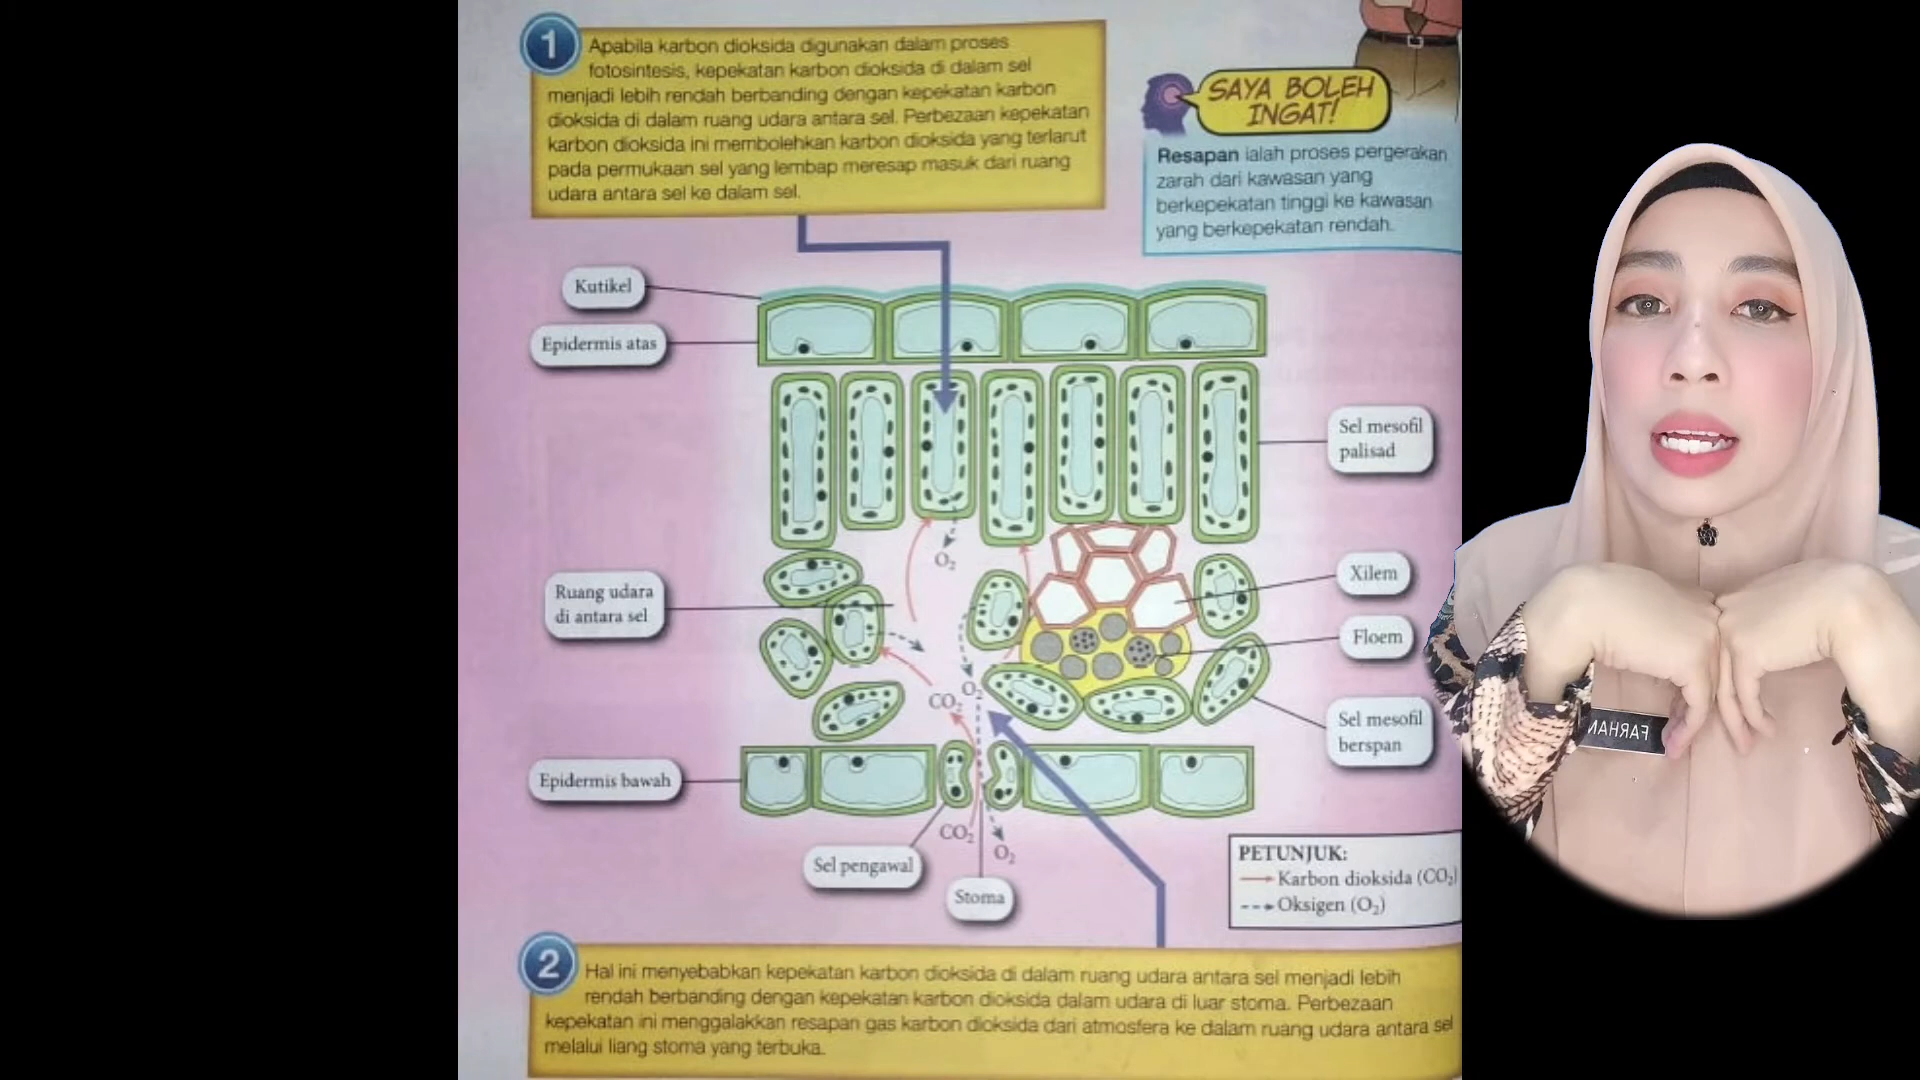 1
Apabila karbon dioksida digunakan dalam proses
fotosintesis, kepekatan karbon dioksida di dalam sel
menjadi lebih rendah berbanding dengan kepekatan karbon
dioksida di dalam ruang udara antara sel. Perbezaan kepekatan
karbon dioksida ini membolehkan karbon dioksida yang terlarut
pada permukaan sel yang lembap meresap masuk dari ruang
udara antara sel ke dalam sel.
SAYA BOLEH
INGAT!
Resapan ialah proses pergerakan
zarah dari kawasan yang
berkepekatan tinggi ke kawasan
yang berkepekatan rendah.
Kutikel
Epidermis atas
Sel mesofil
palisad
O₂
Ruang udara
di antara sel
Xilem
Floem
CO₂
O₂
Sel mesofil
berspan
Epidermis bawah
CO₂
O₂
Sel pengawal
Stoma
PETUNJUK:
Karbon dioksida (CO₂)
Oksigen (O₂)
2
Hal ini menyebabkan kepekatan karbon dioksida di dalam ruang udara antara sel menjadi lebih
rendah berbanding dengan kepekatan karbon dioksida dalam udara di luar stoma. Perbezaan
kepekatan ini menggalakkan resapan gas karbon dioksida dari atmosfera ke dalam ruang udara antara sel
melalui liang stoma yang terbuka.
FARHAN